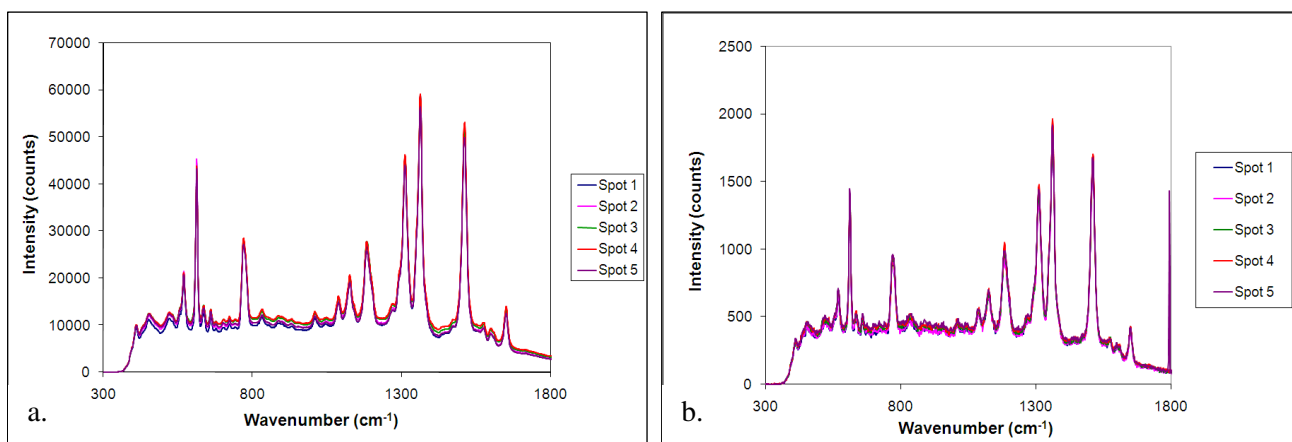 70000
60000
50000
40000
30000
20000
10000
0
Intensity (counts)
300 800 1300 1800
Wavenumber (cm⁻¹)
Spot 1
Spot 2
Spot 3
Spot 4
Spot 5
a.
2500
2000
1500
1000
500
0
Intensity (counts)
300 800 1300 1800
Wavenumber (cm⁻¹)
Spot 1
Spot 2
Spot 3
Spot 4
Spot 5
b.